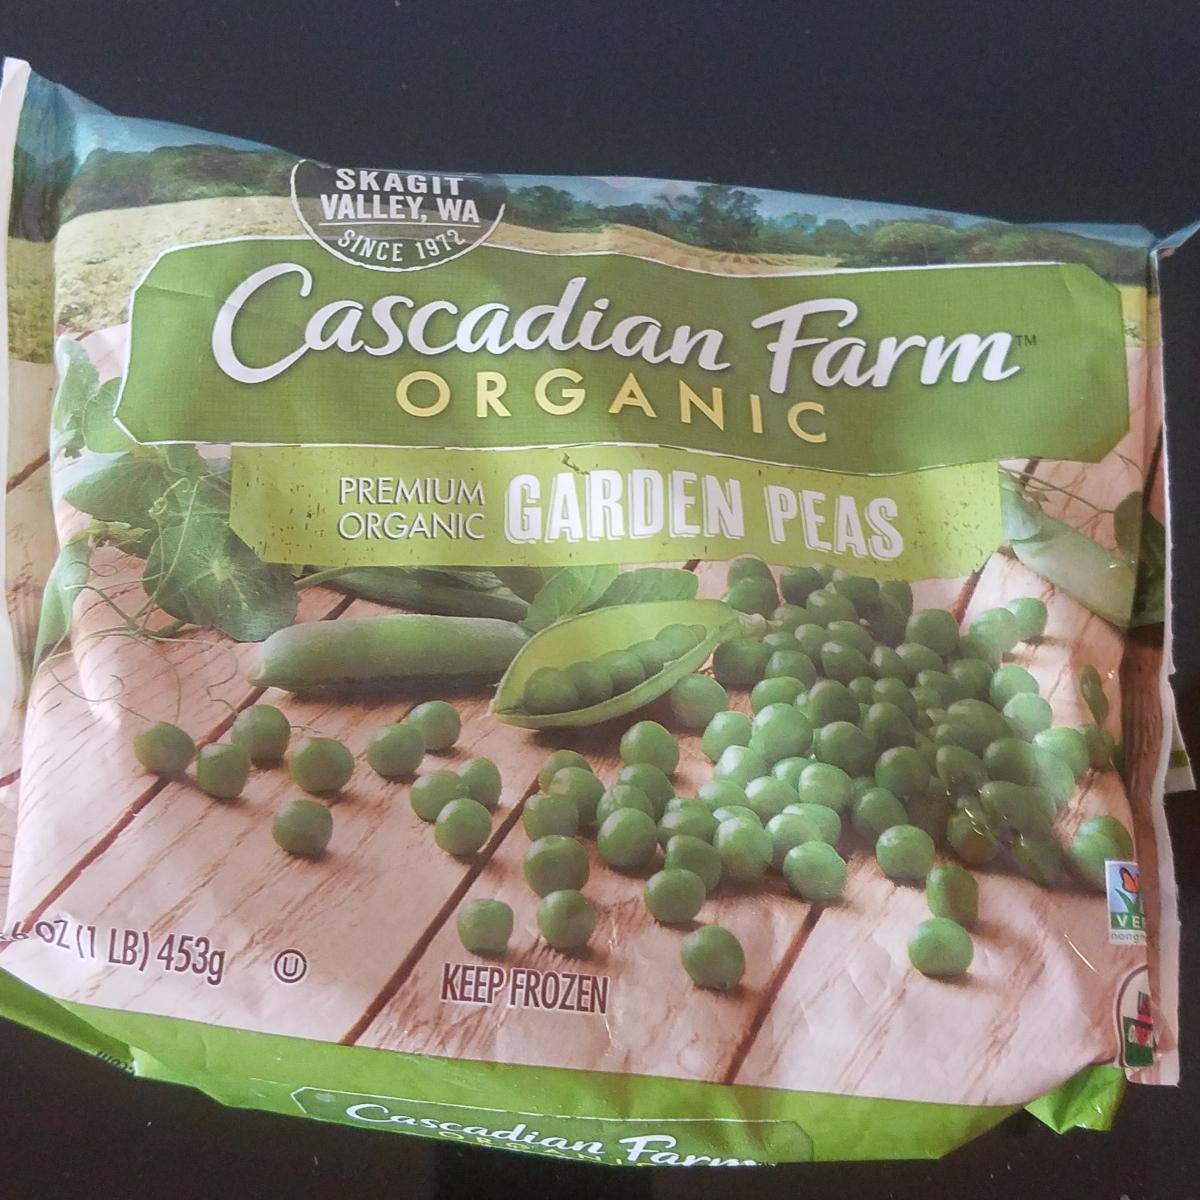 SKAGIT
VALLEY, WA
SINCE 1972
Cascadian Farm™
ORGANIC
PREMIUM
ORGANIC
GARDEN PEAS
OZ (1 LB) 453g
U
KEEP FROZEN
Cascadian Farm
ORGANIC